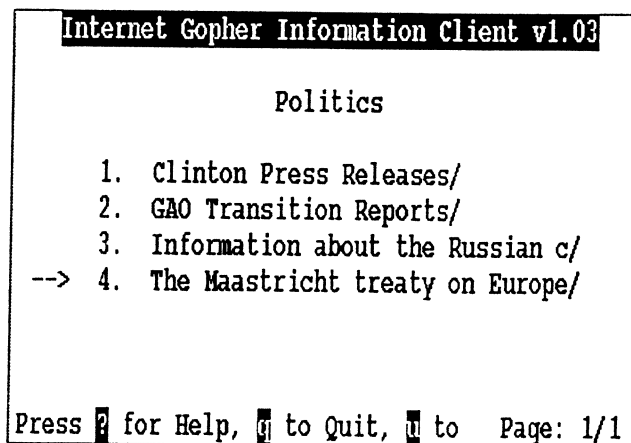 Internet Gopher Information Client v1.03
Politics
1. Clinton Press Releases/
2. GAO Transition Reports/
3. Information about the Russian c/
--> 4. The Maastricht treaty on Europe/
Press ? for Help, q to Quit, u to Page: 1/1